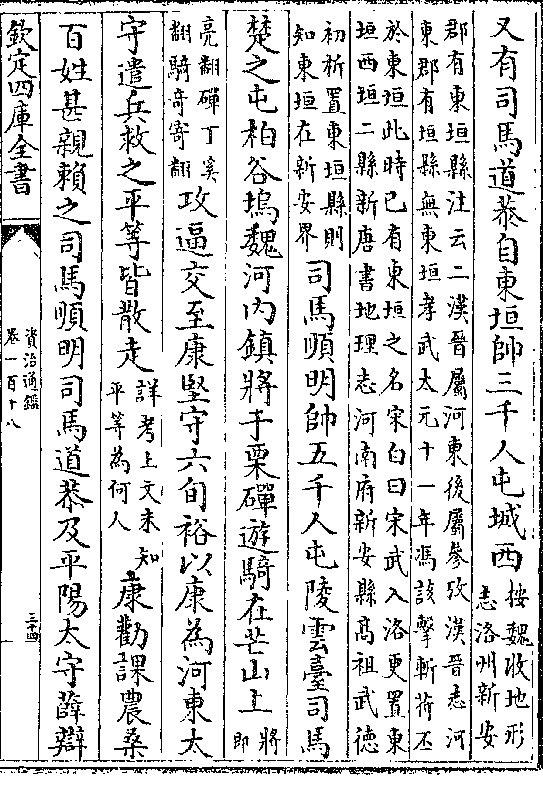 又有司馬道恭自東垣帥三千人屯城西按魏收地形
志洛州新安
郡有東垣縣注云二漢晉屬河東後屬參攷漢晉志河
東郡有垣縣無東垣孝武太元十一年馮該擊斬苻丕
於東垣此時已有東垣之名宋白曰宋武入洛更置東
垣西垣二縣新唐書地理志河南府新安縣高祖武德
初析置東垣縣則
知東垣在新安界司馬順明帥五千人屯陵雲臺司馬
楚之屯柏谷塢魏河內鎮將于栗磾遊騎在芒山上將
即
亮翻磾丁奚
翻騎奇寄翻攻逼交至康堅守六旬裕以康為河東太
守遣兵救之平等皆散走詳考上文未知
平等為何人康勸課農桑
百姓甚親賴之司馬順明司馬道恭及平陽太守薛辯
欽定四庫全書
資治通鑑
卷一百十八
三十四